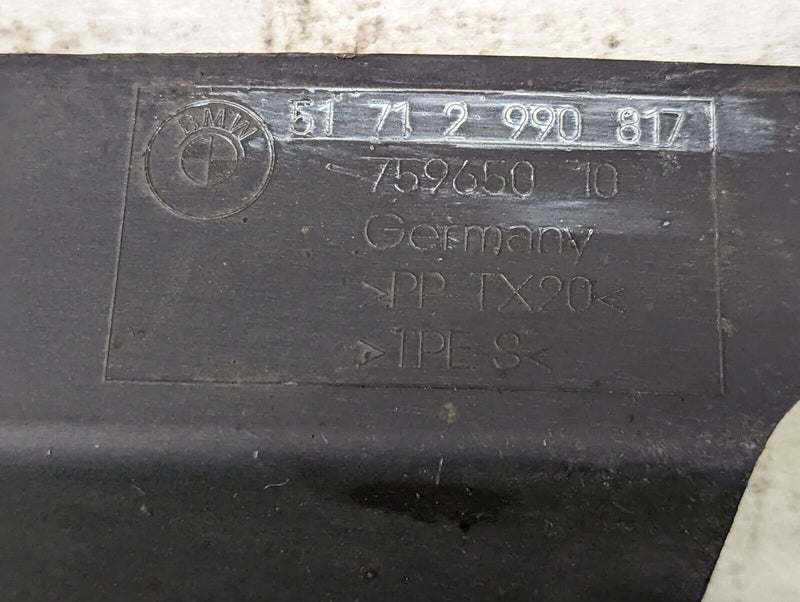 BMW
51 71 2 990 817
759650 10
Germany
>PP TX20<
>TPE S<